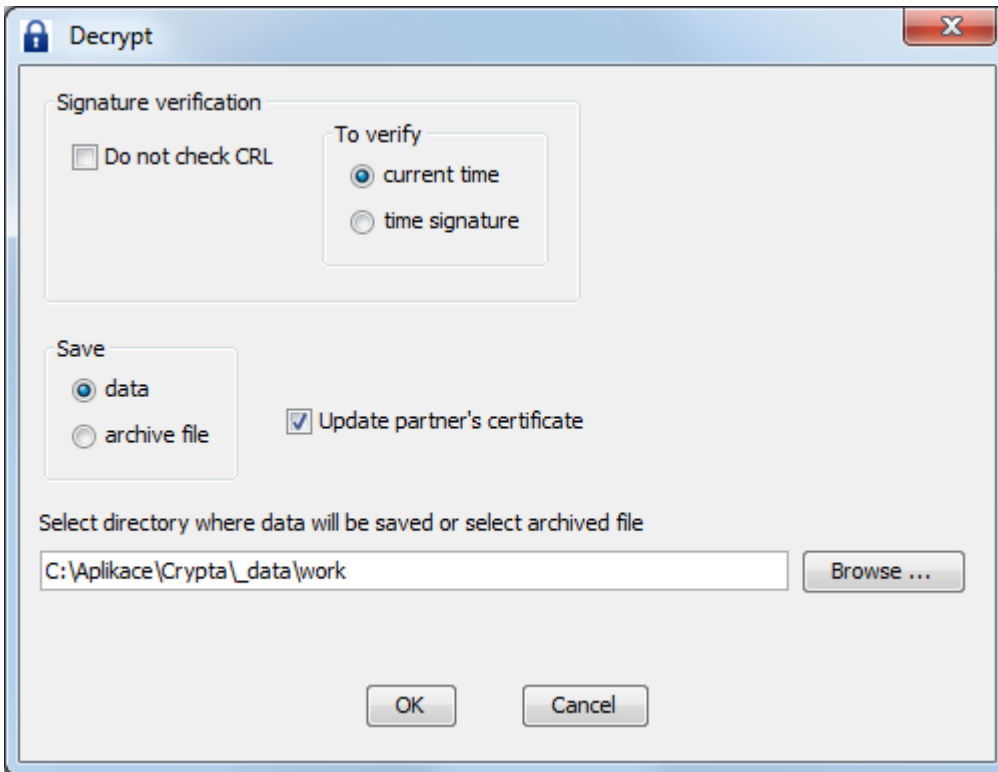 Decrypt
Signature verification
Do not check CRL
To verify
current time
time signature
Save
data
archive file
Update partner's certificate
Select directory where data will be saved or select archived file
C:\Aplikace\Crypta\_data\work
Browse ...
OK
Cancel